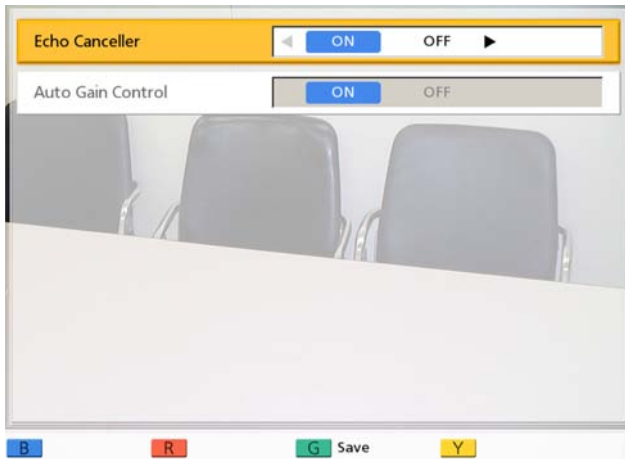 Echo Canceller ON OFF
Auto Gain Control ON OFF
B R G Save Y